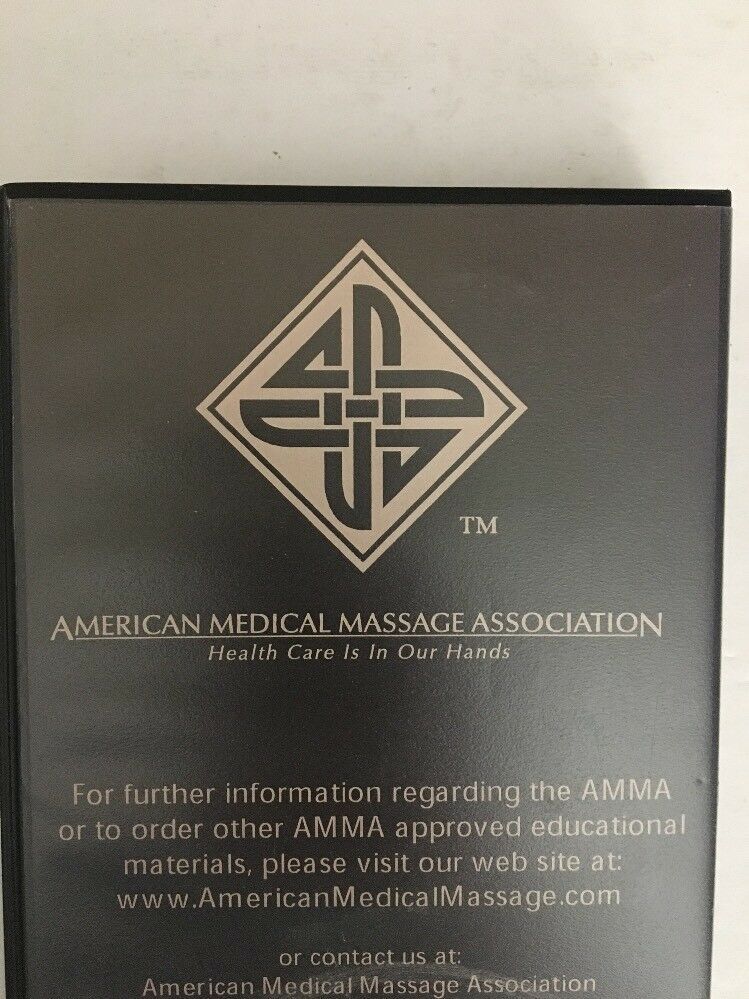 TM
AMERICAN MEDICAL MASSAGE ASSOCIATION
Health Care Is In Our Hands
For further information regarding the AMMA
or to order other AMMA approved educational
materials, please visit our web site at:
www.AmericanMedicalMassage.com
or contact us at:
American Medical Massage Association